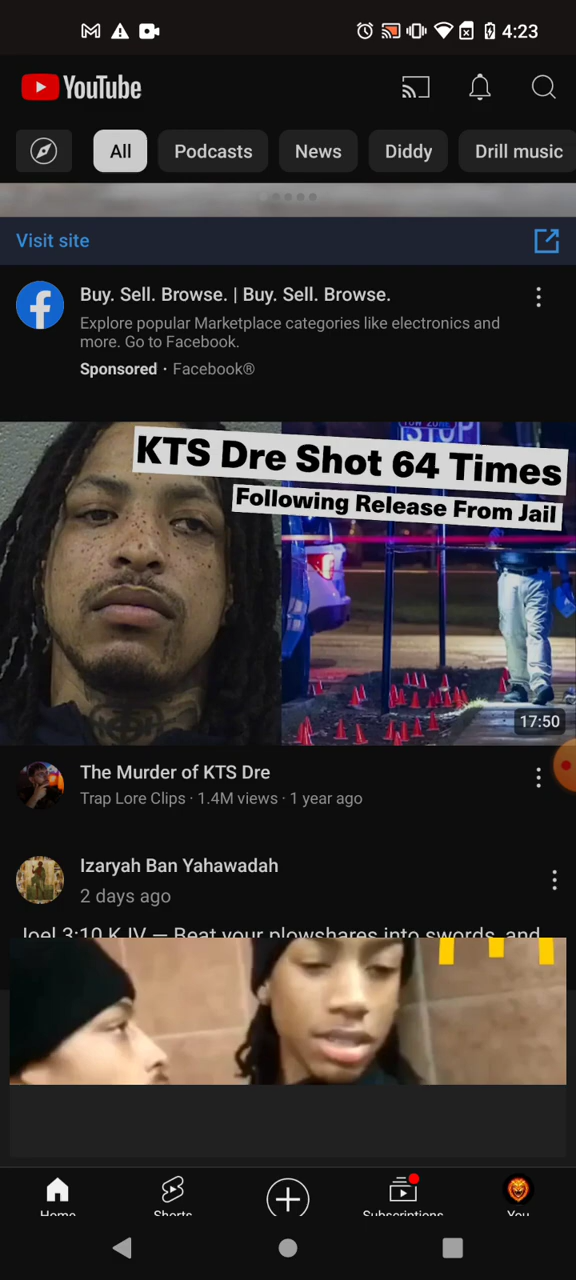 4:23
YouTube
All
Podcasts
News
Diddy
Drill music
Visit site
Buy. Sell. Browse. | Buy. Sell. Browse.
Explore popular Marketplace categories like electronics and
more. Go to Facebook.
Sponsored · Facebook®
TOW ZONE
STOP
KTS Dre Shot 64 Times
Following Release From Jail
17:50
The Murder of KTS Dre
Trap Lore Clips · 1.4M views · 1 year ago
Izaryah Ban Yahawadah
2 days ago
Joel 3:10 KJV — Beat your plowshares into swords, and
Home
Shorts
Subscriptions
You